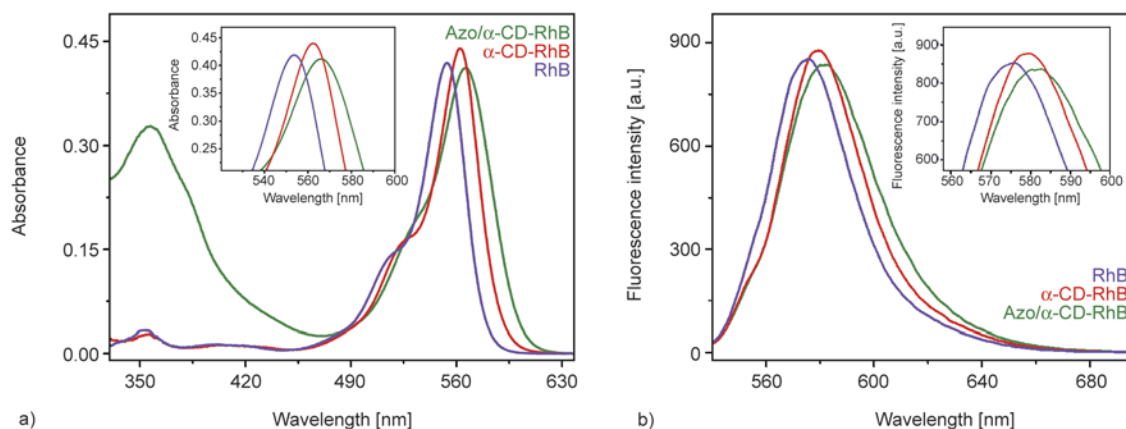 0.45
0.30
0.15
0.00
Absorbance
350
420
490
560
630
Wavelength [nm]
a)
Azo/α-CD-RhB
α-CD-RhB
RhB
0.45
0.40
0.35
0.30
0.25
Absorbance
540
560
580
600
Wavelength [nm]
900
600
300
0
Fluorescence intensity [a.u.]
560
600
640
680
Wavelength [nm]
b)
RhB
α-CD-RhB
Azo/α-CD-RhB
900
800
700
600
Fluorescence intensity [a.u.]
560
570
580
590
600
Wavelength [nm]